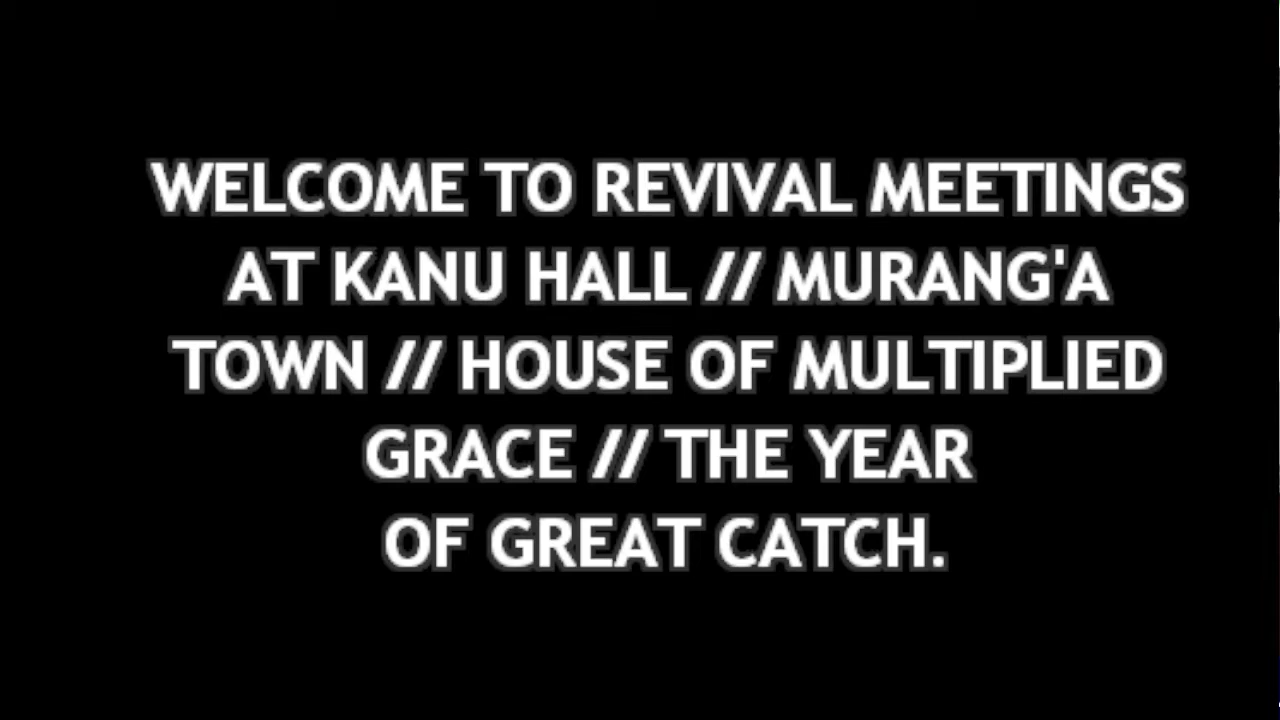 WELCOME TO REVIVAL MEETINGS
AT KANU HALL // MURANG'A
TOWN // HOUSE OF MULTIPLIED
GRACE // THE YEAR
OF GREAT CATCH.